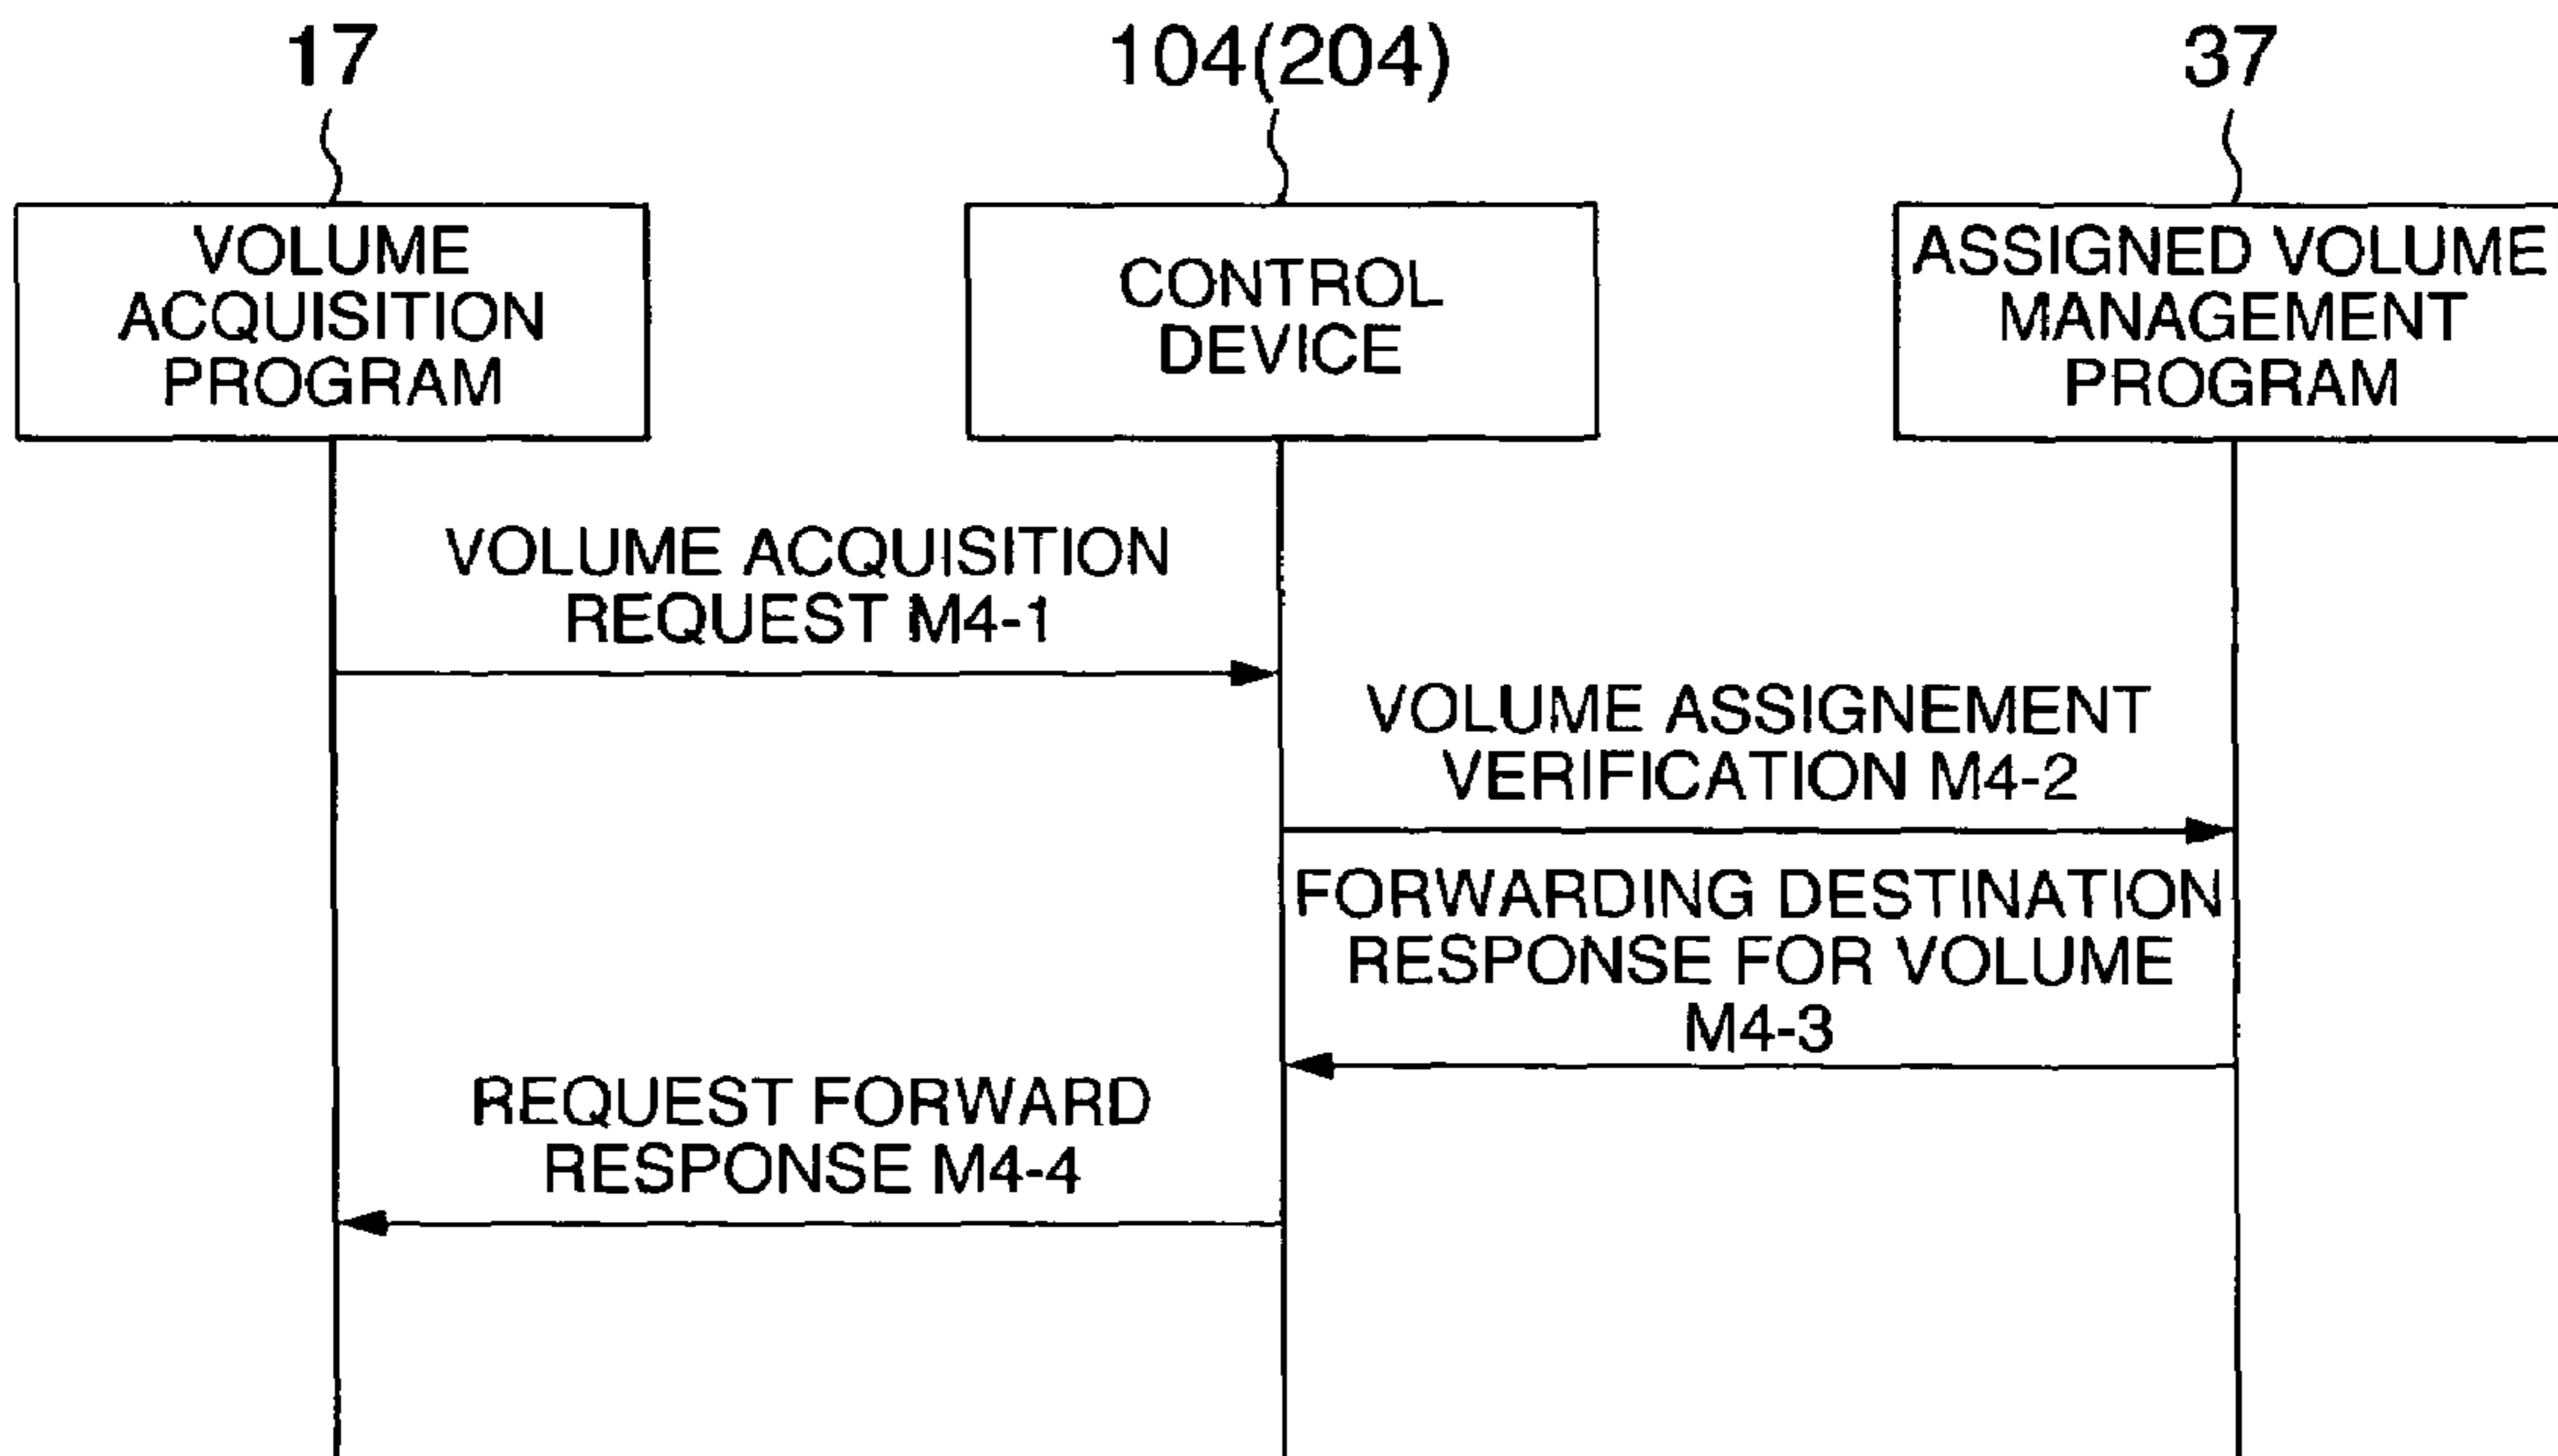 17
104(204)
37
VOLUME
ACQUISITION
PROGRAM
CONTROL
DEVICE
ASSIGNED VOLUME
MANAGEMENT
PROGRAM
VOLUME ACQUISITION
REQUEST M4-1
VOLUME ASSIGNEMENT
VERIFICATION M4-2
FORWARDING DESTINATION
RESPONSE FOR VOLUME
M4-3
REQUEST FORWARD
RESPONSE M4-4